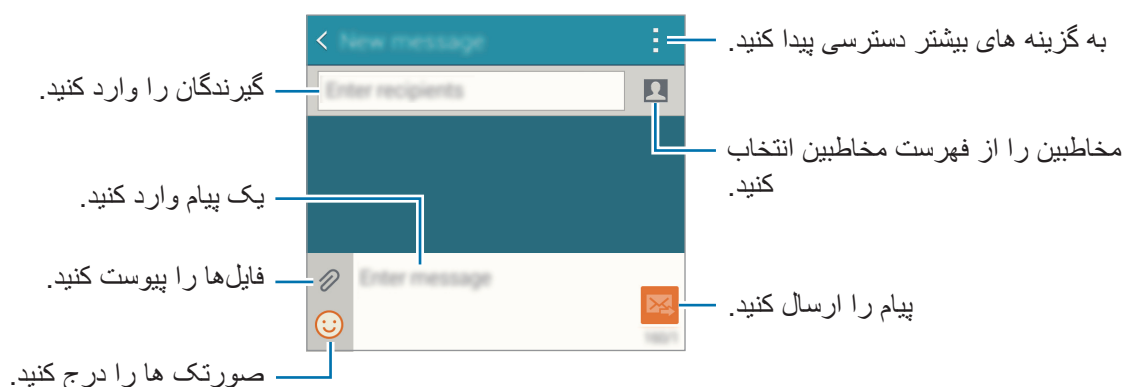 New message
به گزینه های بیشتر دسترسی پیدا کنید.
Enter recipients
گیرندگان را وارد کنید.
مخاطبین را از فهرست مخاطبین انتخاب
کنید.
یک پیام وارد کنید.
فایل‌ها را پیوست کنید.
Enter message
پیام را ارسال کنید.
صورتک ها را درج کنید.